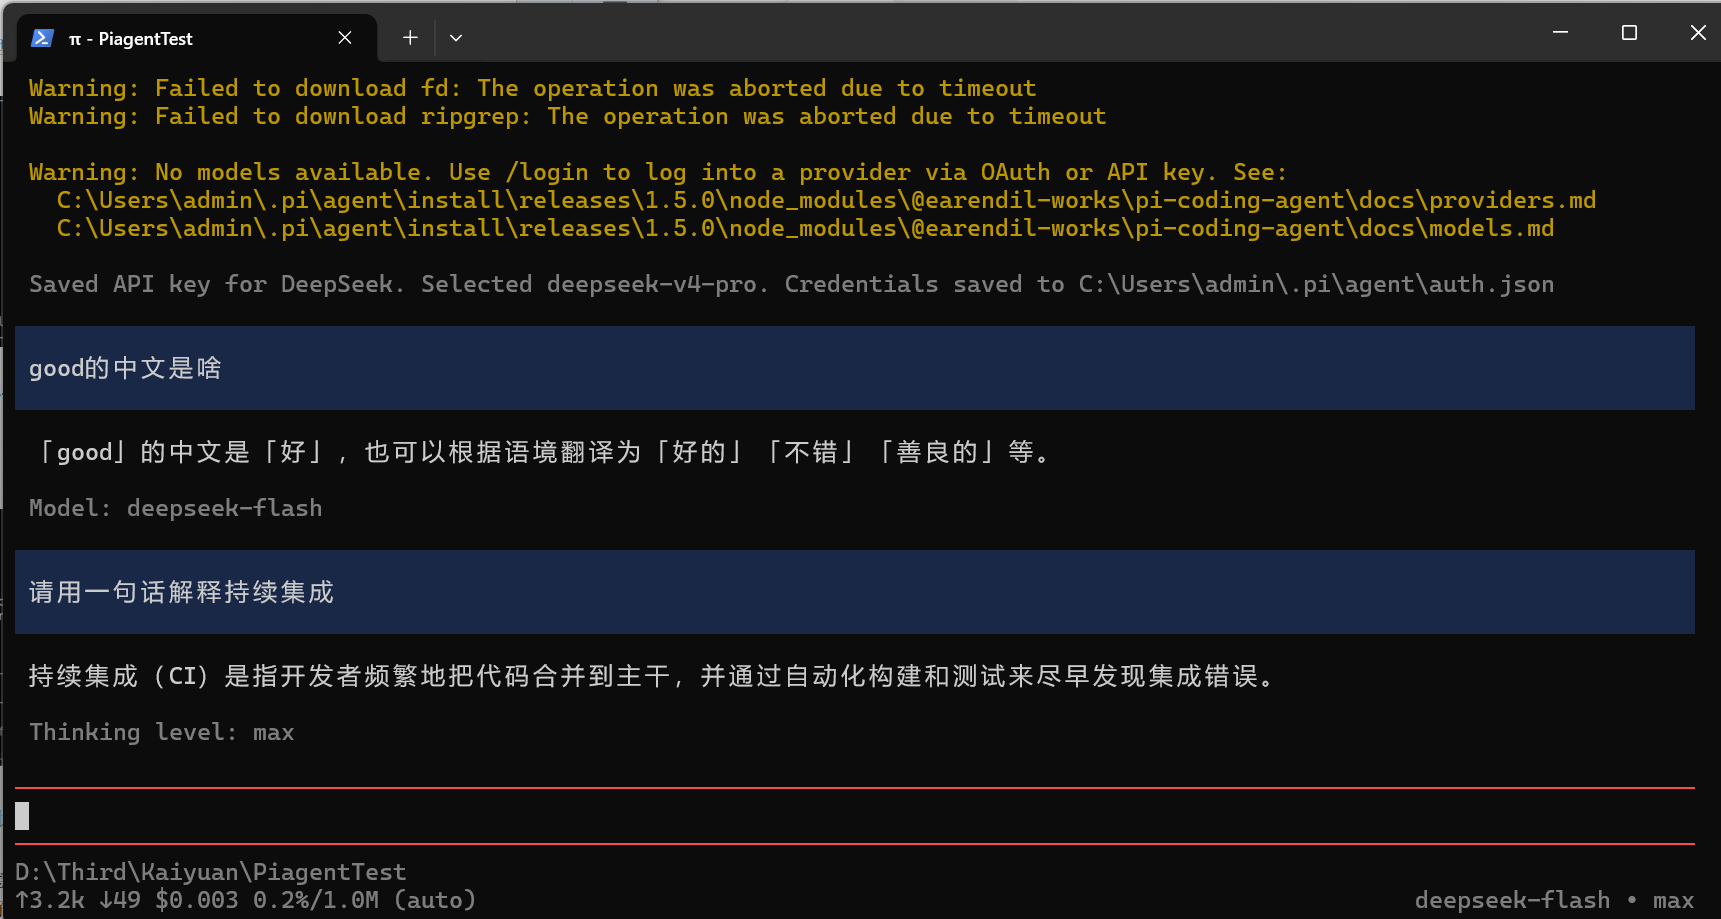 π - PiagentTest
Warning: Failed to download fd: The operation was aborted due to timeout
Warning: Failed to download ripgrep: The operation was aborted due to timeout
Warning: No models available. Use /login to log into a provider via OAuth or API key. See:
C:\Users\admin\.pi\agent\install\releases\1.5.0\node_modules\@earendil-works\pi-coding-agent\docs\providers.md
C:\Users\admin\.pi\agent\install\releases\1.5.0\node_modules\@earendil-works\pi-coding-agent\docs\models.md
Saved API key for DeepSeek. Selected deepseek-v4-pro. Credentials saved to C:\Users\admin\.pi\agent\auth.json
good的中文是啥
「good」的中文是「好」，也可以根据语境翻译为「好的」「不错」「善良的」等。
Model: deepseek-flash
请用一句话解释持续集成
持续集成（CI）是指开发者频繁地把代码合并到主干，并通过自动化构建和测试来尽早发现集成错误。
Thinking level: max
D:\Third\Kaiyuan\PiagentTest
↑3.2k ↓49 $0.003 0.2%/1.0M (auto) deepseek-flash • max